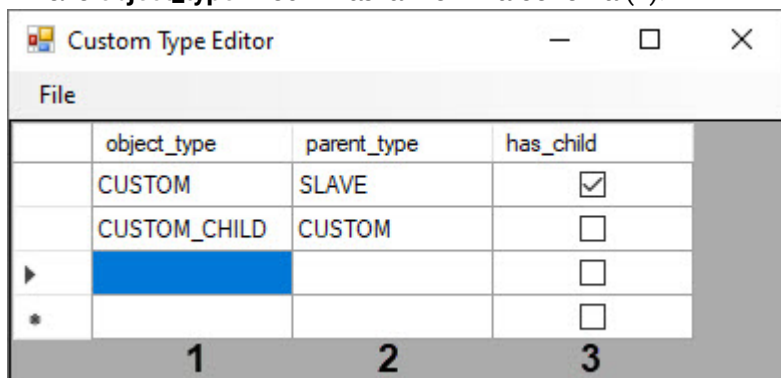 Custom Type Editor
File
object_type parent_type has_child
CUSTOM SLAVE
CUSTOM_CHILD CUSTOM
1 2 3